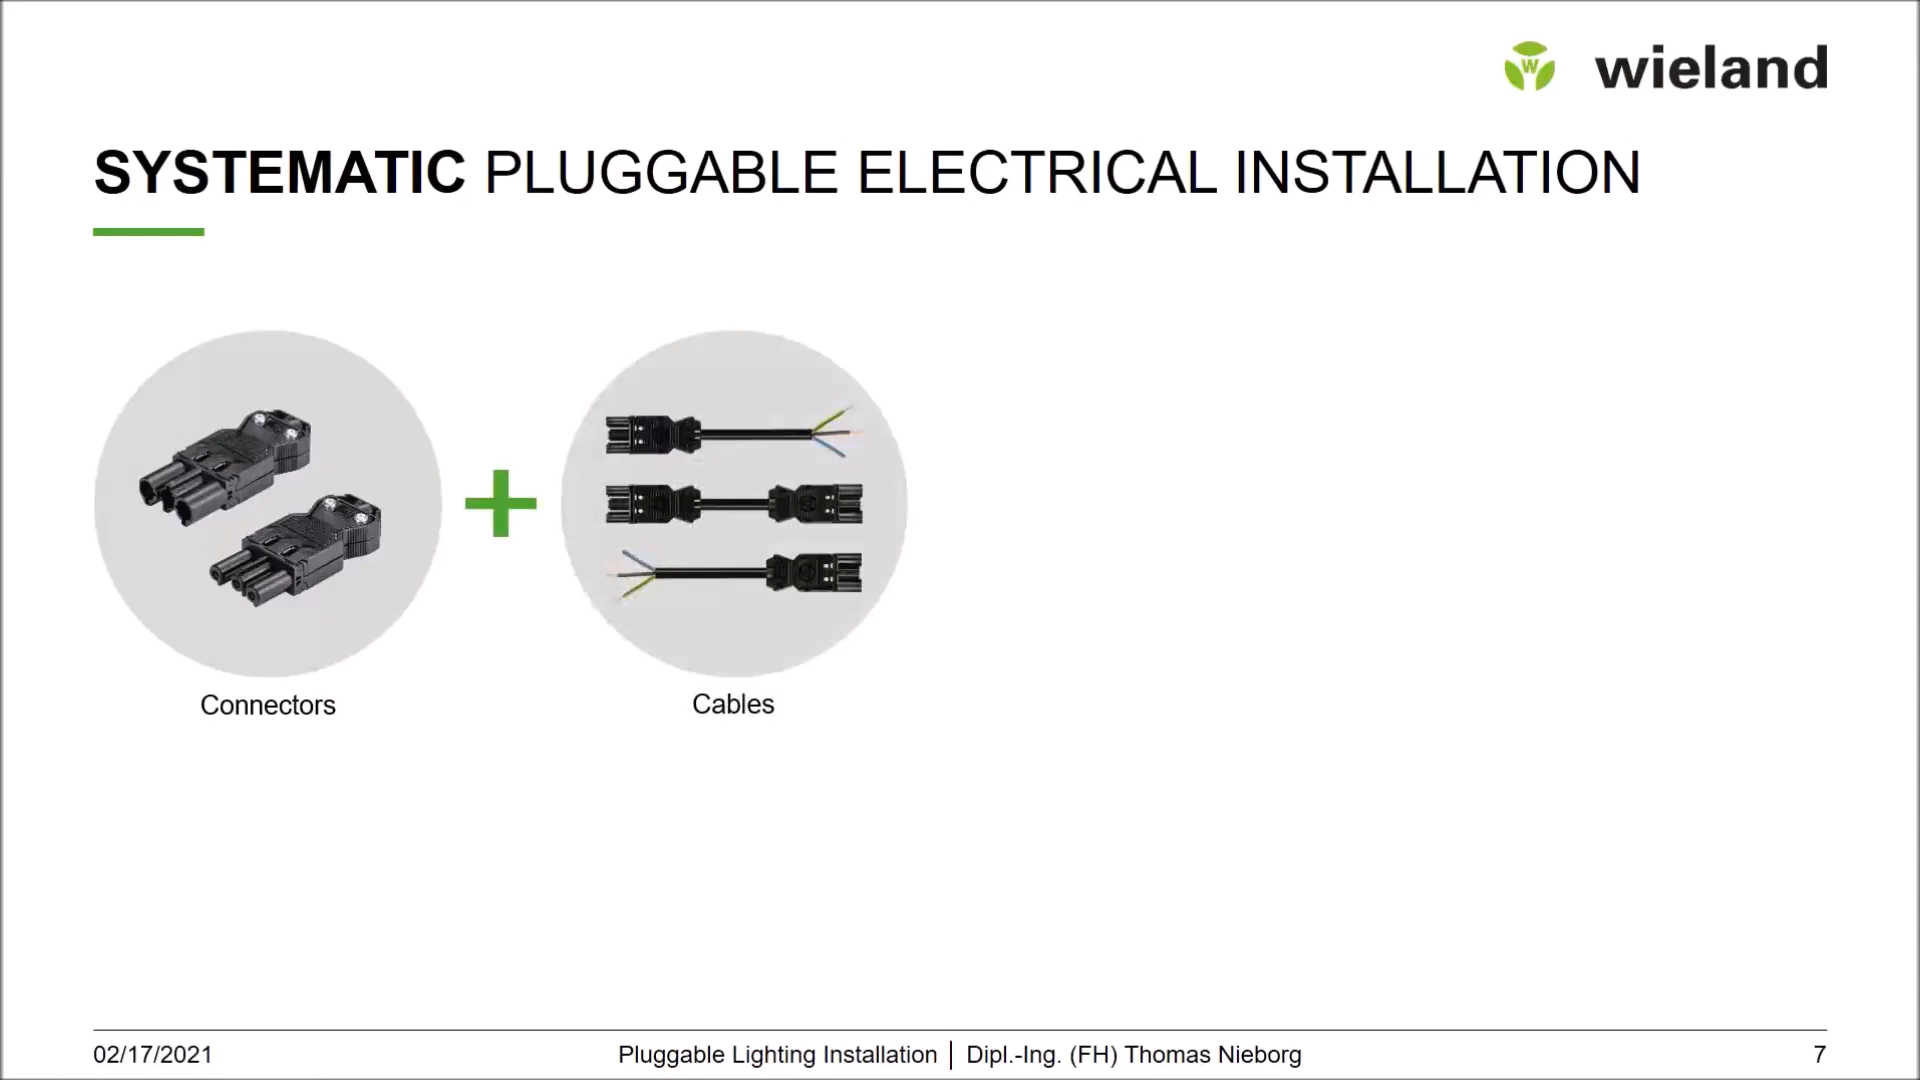 W wieland
SYSTEMATIC PLUGGABLE ELECTRICAL INSTALLATION
Connectors
Cables
02/17/2021
Pluggable Lighting Installation | Dipl.-Ing. (FH) Thomas Nieborg
7